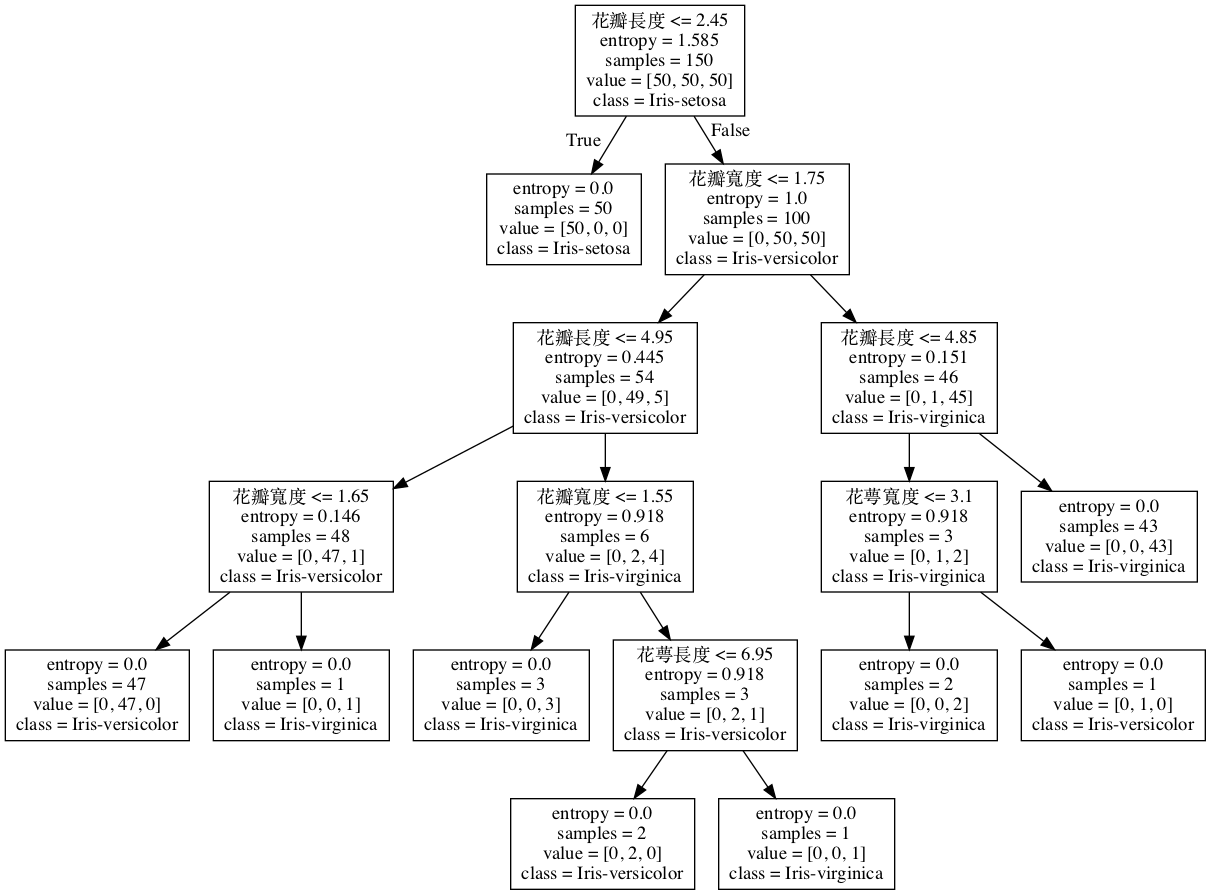 花瓣長度 <= 2.45
entropy = 1.585
samples = 150
value = [50, 50, 50]
class = Iris-setosa
True
False
entropy = 0.0
samples = 50
value = [50, 0, 0]
class = Iris-setosa
花瓣寬度 <= 1.75
entropy = 1.0
samples = 100
value = [0, 50, 50]
class = Iris-versicolor
花瓣長度 <= 4.95
entropy = 0.445
samples = 54
value = [0, 49, 5]
class = Iris-versicolor
花瓣長度 <= 4.85
entropy = 0.151
samples = 46
value = [0, 1, 45]
class = Iris-virginica
花瓣寬度 <= 1.65
entropy = 0.146
samples = 48
value = [0, 47, 1]
class = Iris-versicolor
花瓣寬度 <= 1.55
entropy = 0.918
samples = 6
value = [0, 2, 4]
class = Iris-virginica
花萼寬度 <= 3.1
entropy = 0.918
samples = 3
value = [0, 1, 2]
class = Iris-virginica
entropy = 0.0
samples = 43
value = [0, 0, 43]
class = Iris-virginica
entropy = 0.0
samples = 47
value = [0, 47, 0]
class = Iris-versicolor
entropy = 0.0
samples = 1
value = [0, 0, 1]
class = Iris-virginica
entropy = 0.0
samples = 3
value = [0, 0, 3]
class = Iris-virginica
花萼長度 <= 6.95
entropy = 0.918
samples = 3
value = [0, 2, 1]
class = Iris-versicolor
entropy = 0.0
samples = 2
value = [0, 0, 2]
class = Iris-virginica
entropy = 0.0
samples = 1
value = [0, 1, 0]
class = Iris-versicolor
entropy = 0.0
samples = 2
value = [0, 2, 0]
class = Iris-versicolor
entropy = 0.0
samples = 1
value = [0, 0, 1]
class = Iris-virginica